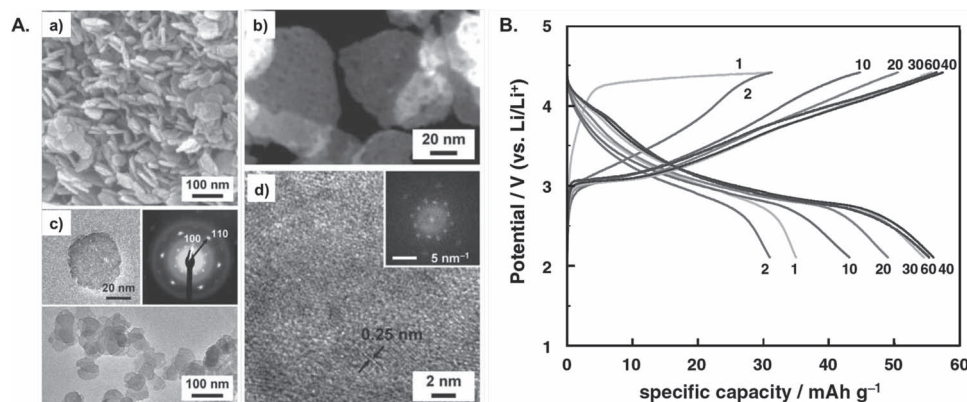 A.
a)
100 nm
b)
20 nm
c)
20 nm
100
110
100 nm
d)
5 nm⁻¹
0.25 nm
2 nm
B.
Potential / V (vs. Li/Li⁺)
5
4
3
2
1
1
2
10
20
30
60
40
2
1
10
20
30
60
40
0
10
20
30
40
50
60
specific capacity / mAh g⁻¹